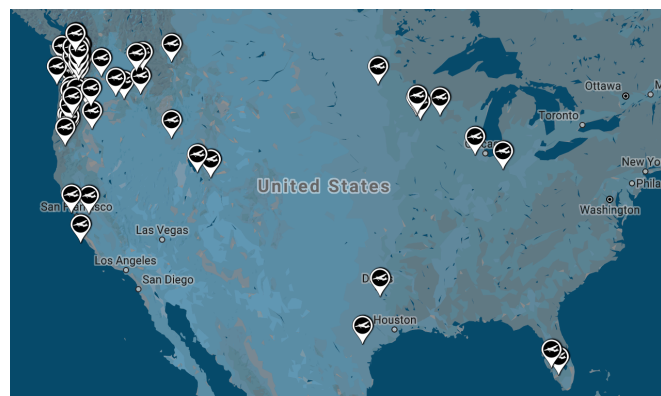 Ottawa
M
Toronto
New Yo
Phila
United States
Washington
San Francisco
Las Vegas
Los Angeles
San Diego
Houston